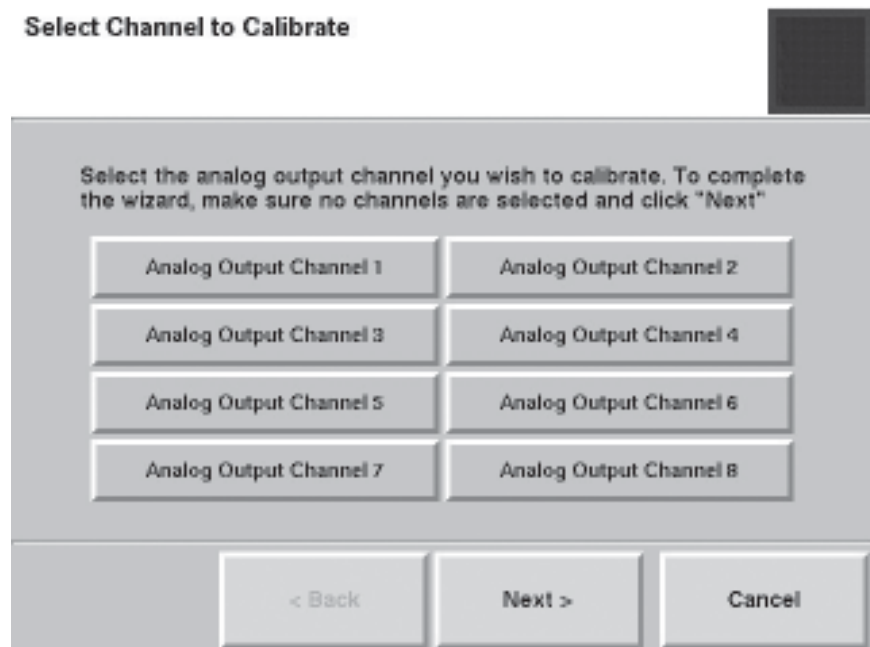 Select Channel to Calibrate
Select the analog output channel you wish to calibrate. To complete
the wizard, make sure no channels are selected and click "Next"
Analog Output Channel 1
Analog Output Channel 2
Analog Output Channel 3
Analog Output Channel 4
Analog Output Channel 5
Analog Output Channel 6
Analog Output Channel 7
Analog Output Channel 8
< Back
Next >
Cancel